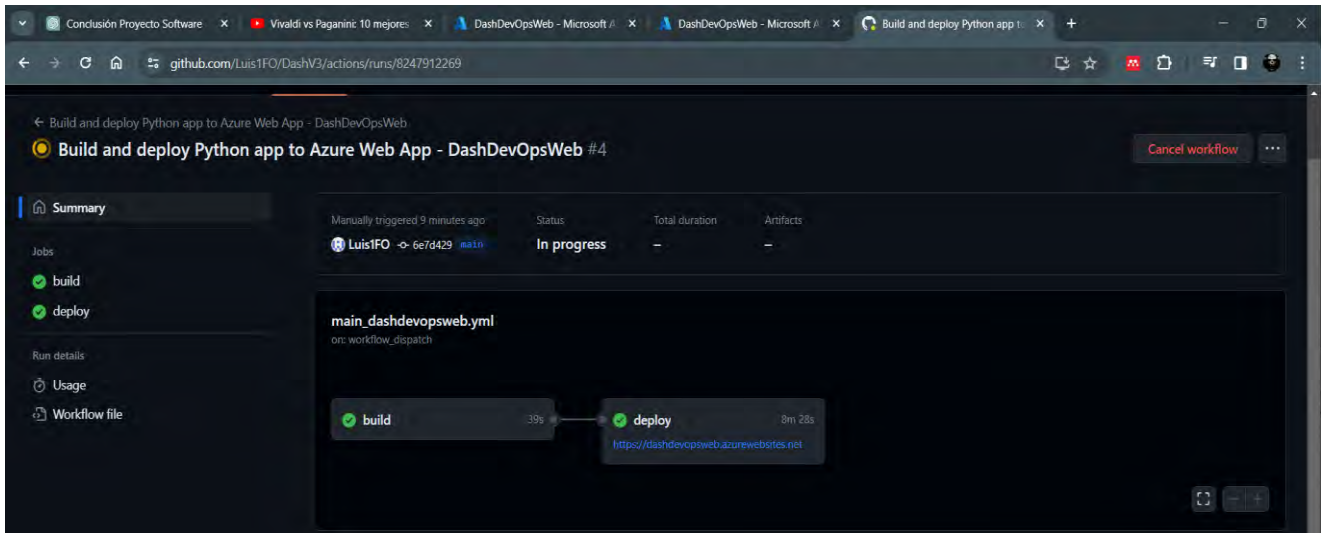 Conclusión Proyecto Software
Vivaldi vs Paganini: 10 mejores
DashDevOpsWeb - Microsoft A
DashDevOpsWeb - Microsoft A
Build and deploy Python app t
github.com/Luis1FO/DashV3/actions/runs/8247912269
Build and deploy Python app to Azure Web App - DashDevOpsWeb
Build and deploy Python app to Azure Web App - DashDevOpsWeb #4
Cancel workflow
Summary
Jobs
build
deploy
Run details
Usage
Workflow file
Manually triggered 9 minutes ago
Status
Total duration
Artifacts
Luis1FO 6e7d429 main
In progress
–
–
main_dashdevopsweb.yml
on: workflow_dispatch
build 39s
deploy 8m 28s
https://dashdevopsweb.azurewebsites.net